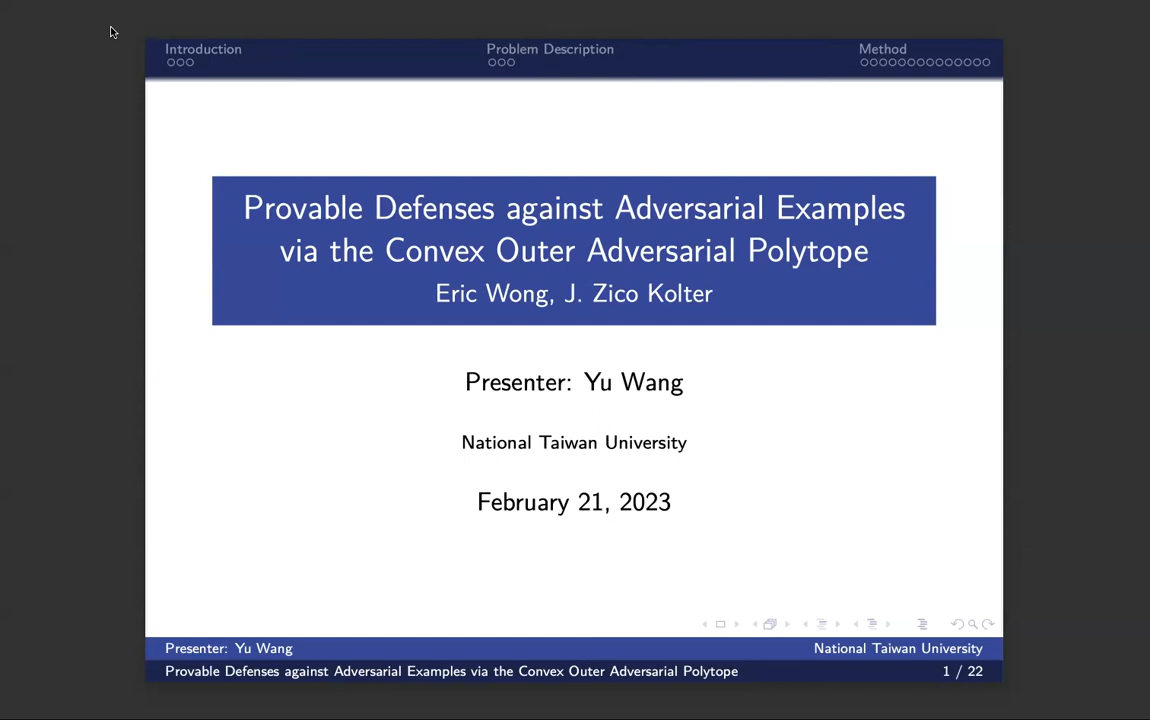 Introduction
Problem Description
Method
Provable Defenses against Adversarial Examples
via the Convex Outer Adversarial Polytope
Eric Wong, J. Zico Kolter
Presenter: Yu Wang
National Taiwan University
February 21, 2023
Presenter: Yu Wang
National Taiwan University
Provable Defenses against Adversarial Examples via the Convex Outer Adversarial Polytope
1 / 22